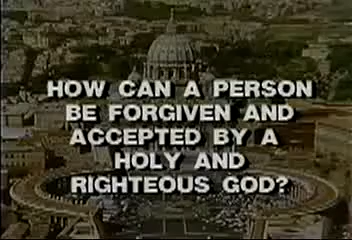 HOW CAN A PERSON
BE FORGIVEN AND
ACCEPTED BY A
HOLY AND
RIGHTEOUS GOD?